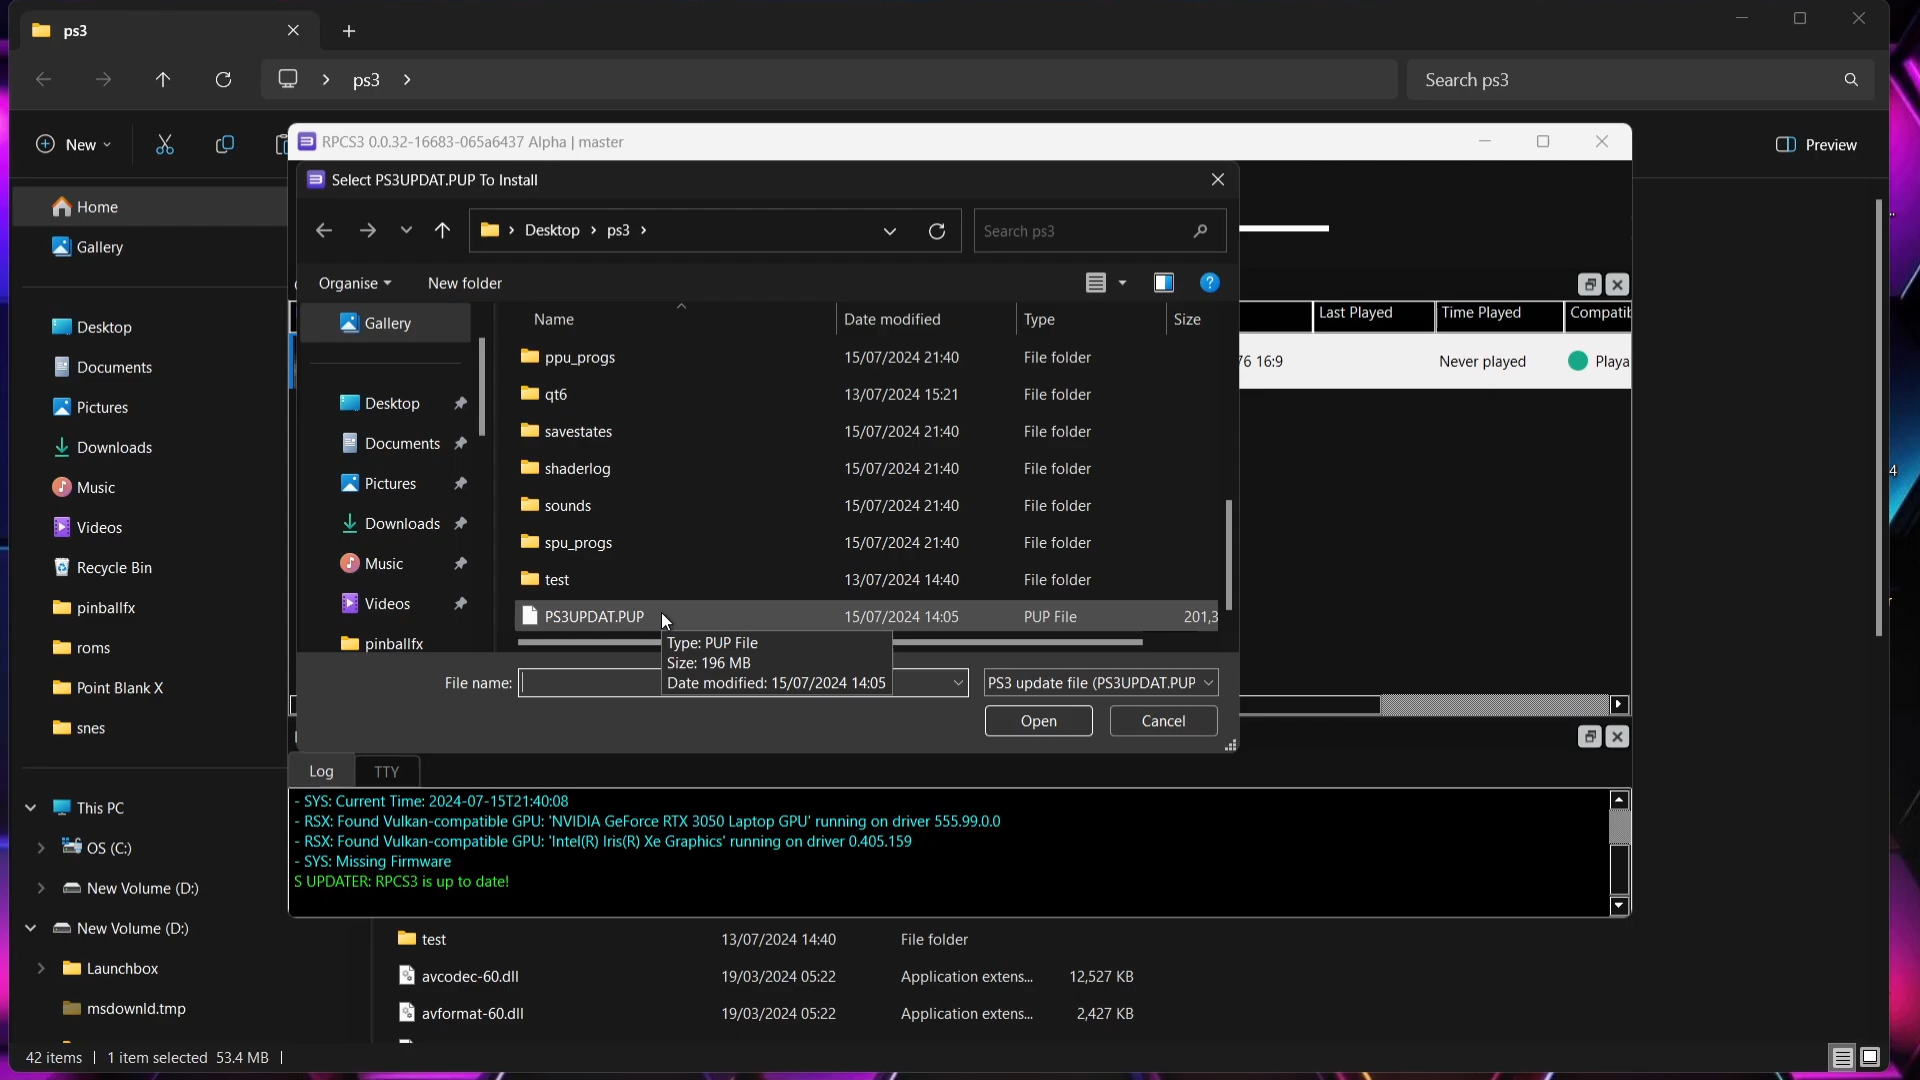 ps3
ps3
Search ps3
New
Preview
Home
Gallery
Desktop
Documents
Pictures
Downloads
Music
Videos
Recycle Bin
pinballfx
roms
Point Blank X
snes
This PC
OS (C:)
New Volume (D:)
New Volume (D:)
Launchbox
msdownld.tmp
RPCS3 0.0.32-16683-065a6437 Alpha | master
Select PS3UPDAT.PUP To Install
Desktop
ps3
Search ps3
Organise
New folder
Gallery
Desktop
Documents
Pictures
Downloads
Music
Videos
pinballfx
Name Date modified Type Size
ppu_progs 15/07/2024 21:40 File folder
qt6 13/07/2024 15:21 File folder
savestates 15/07/2024 21:40 File folder
shaderlog 15/07/2024 21:40 File folder
sounds 15/07/2024 21:40 File folder
spu_progs 15/07/2024 21:40 File folder
test 13/07/2024 14:40 File folder
PS3UPDAT.PUP 15/07/2024 14:05 PUP File 201,3
Type: PUP File
Size: 196 MB
Date modified: 15/07/2024 14:05
File name:
PS3 update file (PS3UPDAT.PUP
Open
Cancel
Last Played Time Played Compatib
76 16:9 Never played Playa
Log TTY
- SYS: Current Time: 2024-07-15T21:40:08
- RSX: Found Vulkan-compatible GPU: 'NVIDIA GeForce RTX 3050 Laptop GPU' running on driver 555.99.0.0
- RSX: Found Vulkan-compatible GPU: 'Intel(R) Iris(R) Xe Graphics' running on driver 0.405.159
- SYS: Missing Firmware
S UPDATER: RPCS3 is up to date!
test 13/07/2024 14:40 File folder
avcodec-60.dll 19/03/2024 05:22 Application extens... 12,527 KB
avformat-60.dll 19/03/2024 05:22 Application extens... 2,427 KB
42 items 1 item selected 53.4 MB